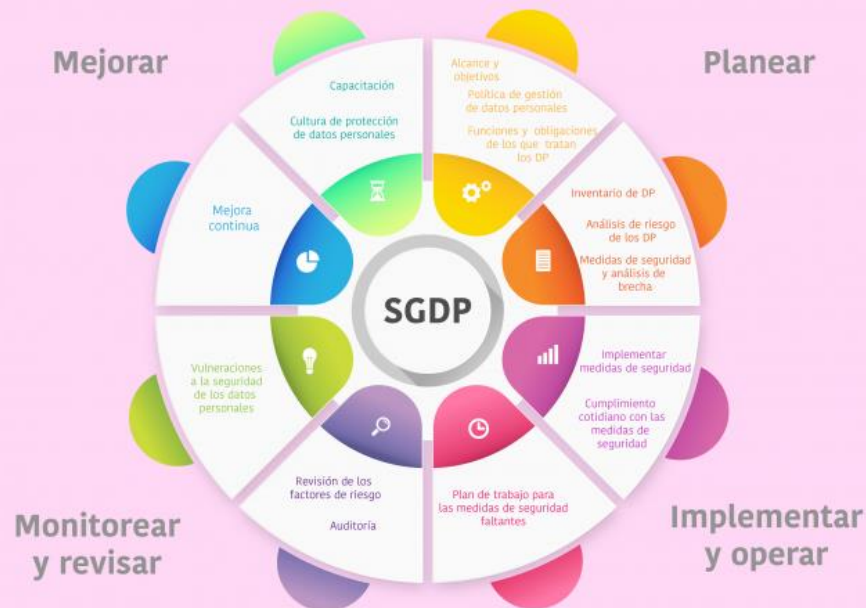 Mejorar
Planear
Capacitación
Cultura de protección
de datos personales
Alcance y
objetivos
Política de gestión
de datos personales
Funciones y obligaciones
de los que tratan
los DP
Mejora
continua
Inventario de DP
Análisis de riesgo
de los DP
Medidas de seguridad
y análisis de
brecha
SGDP
Vulneraciones
a la seguridad
de los datos
personales
Implementar
medidas de seguridad
Cumplimiento
cotidiano con las
medidas de
seguridad
Revisión de los
factores de riesgo
Auditoría
Plan de trabajo para
las medidas de seguridad
faltantes
Monitorear
y revisar
Implementar
y operar